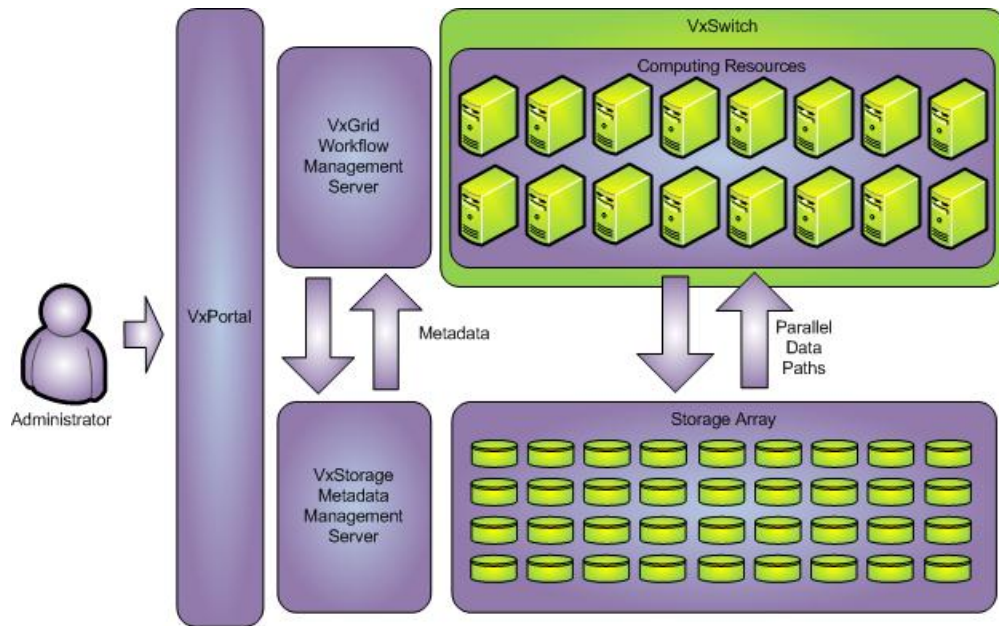 VxSwitch
Computing Resources
VxGrid
Workflow
Management
Server
VxPortal
Metadata
Parallel
Data
Paths
Administrator
VxStorage
Metadata
Management
Server
Storage Array